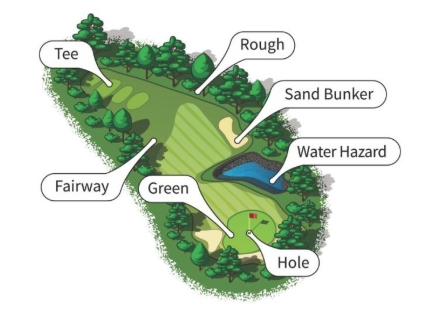 Rough
Tee
Sand Bunker
Water Hazard
Fairway
Green
Hole